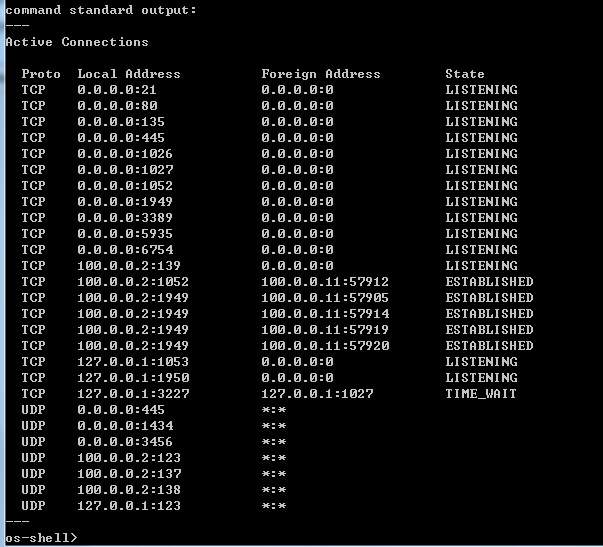 command standard output:
---
Active Connections
Proto Local Address Foreign Address State
TCP 0.0.0.0:21 0.0.0.0:0 LISTENING
TCP 0.0.0.0:80 0.0.0.0:0 LISTENING
TCP 0.0.0.0:135 0.0.0.0:0 LISTENING
TCP 0.0.0.0:445 0.0.0.0:0 LISTENING
TCP 0.0.0.0:1026 0.0.0.0:0 LISTENING
TCP 0.0.0.0:1027 0.0.0.0:0 LISTENING
TCP 0.0.0.0:1052 0.0.0.0:0 LISTENING
TCP 0.0.0.0:1949 0.0.0.0:0 LISTENING
TCP 0.0.0.0:3389 0.0.0.0:0 LISTENING
TCP 0.0.0.0:5935 0.0.0.0:0 LISTENING
TCP 0.0.0.0:6754 0.0.0.0:0 LISTENING
TCP 100.0.0.2:139 0.0.0.0:0 LISTENING
TCP 100.0.0.2:1052 100.0.0.11:57912 ESTABLISHED
TCP 100.0.0.2:1949 100.0.0.11:57905 ESTABLISHED
TCP 100.0.0.2:1949 100.0.0.11:57914 ESTABLISHED
TCP 100.0.0.2:1949 100.0.0.11:57919 ESTABLISHED
TCP 100.0.0.2:1949 100.0.0.11:57920 ESTABLISHED
TCP 127.0.0.1:1053 0.0.0.0:0 LISTENING
TCP 127.0.0.1:1950 0.0.0.0:0 LISTENING
TCP 127.0.0.1:3227 127.0.0.1:1027 TIME_WAIT
UDP 0.0.0.0:445 *:*
UDP 0.0.0.0:1434 *:*
UDP 0.0.0.0:3456 *:*
UDP 100.0.0.2:123 *:*
UDP 100.0.0.2:137 *:*
UDP 100.0.0.2:138 *:*
UDP 127.0.0.1:123 *:*
---
os-shell>